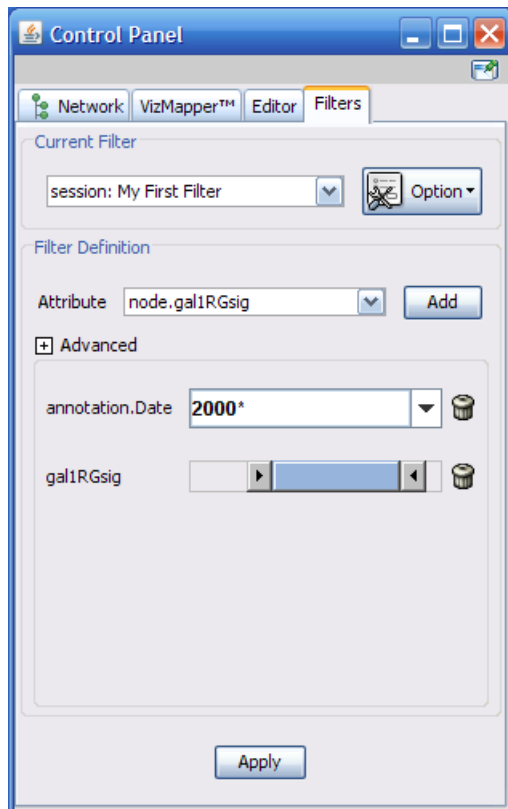 Control Panel
Network VizMapper™ Editor Filters
Current Filter
session: My First Filter Option
Filter Definition
Attribute node.gal1RGsig Add
Advanced
annotation.Date 2000*
gal1RGsig
Apply